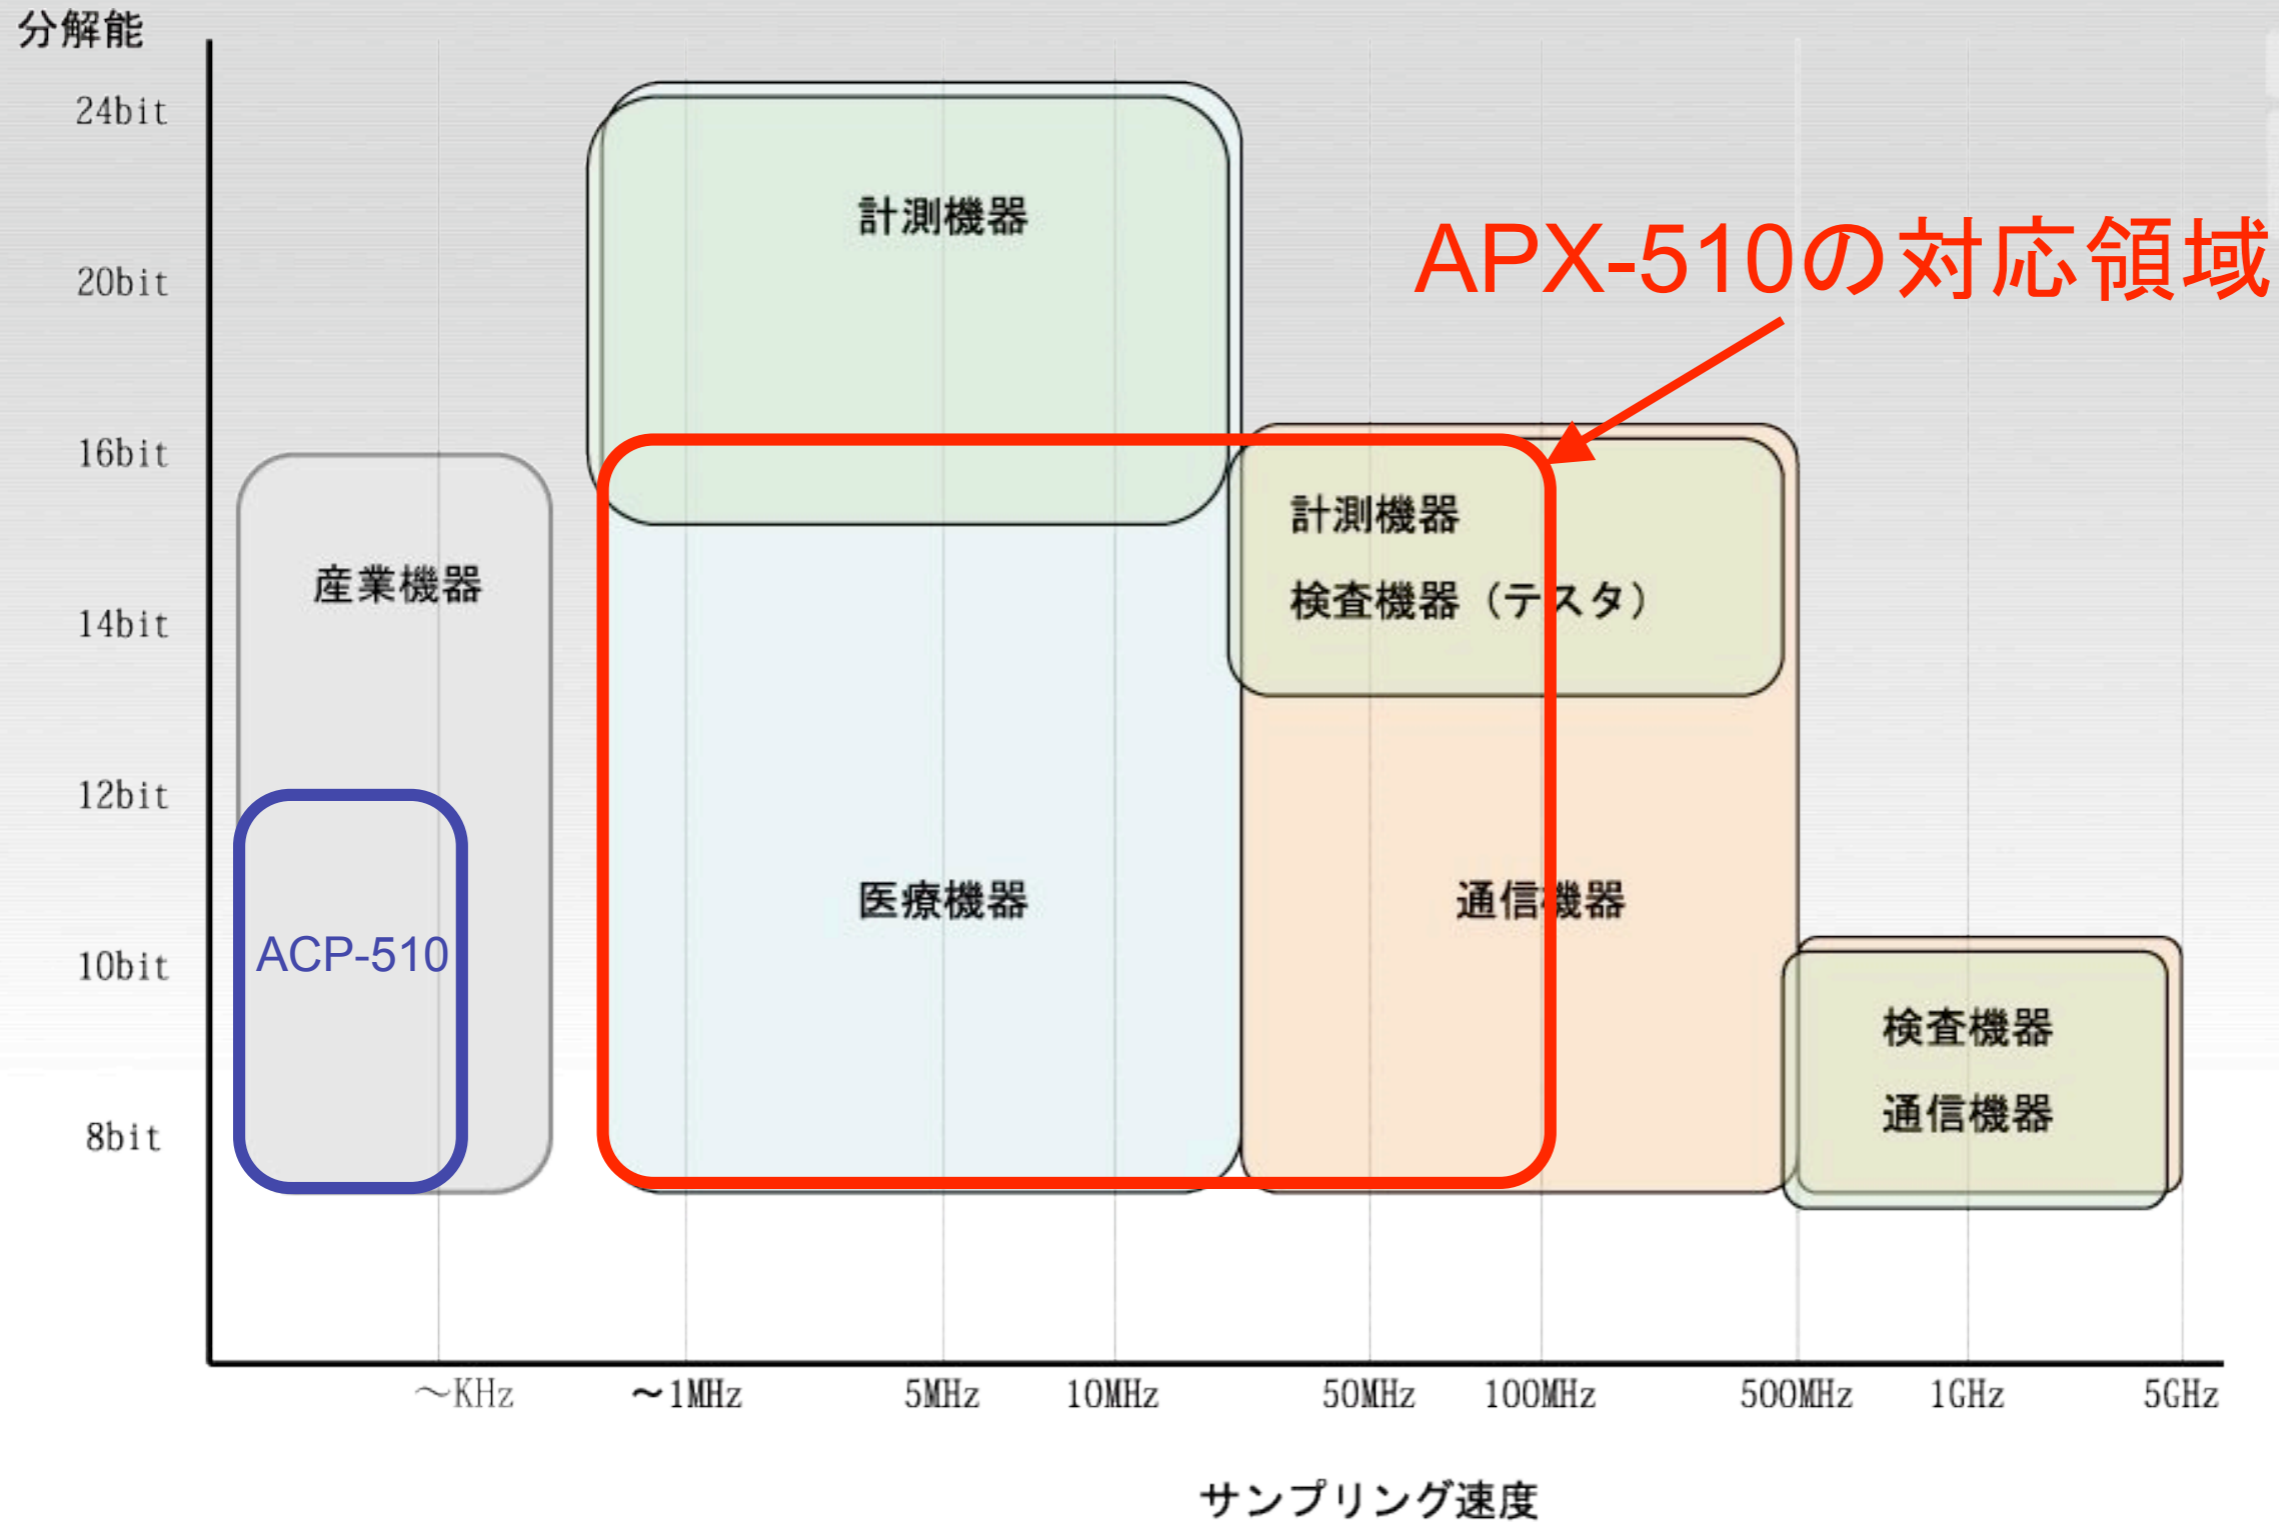 分解能
24bit
20bit
16bit
14bit
12bit
10bit
8bit
計測機器
APX-510の対応領域
計測機器
検査機器（テスタ）
産業機器
医療機器
通信機器
ACP-510
検査機器
通信機器
～KHz
～1MHz
5MHz
10MHz
50MHz
100MHz
500MHz
1GHz
5GHz
サンプリング速度